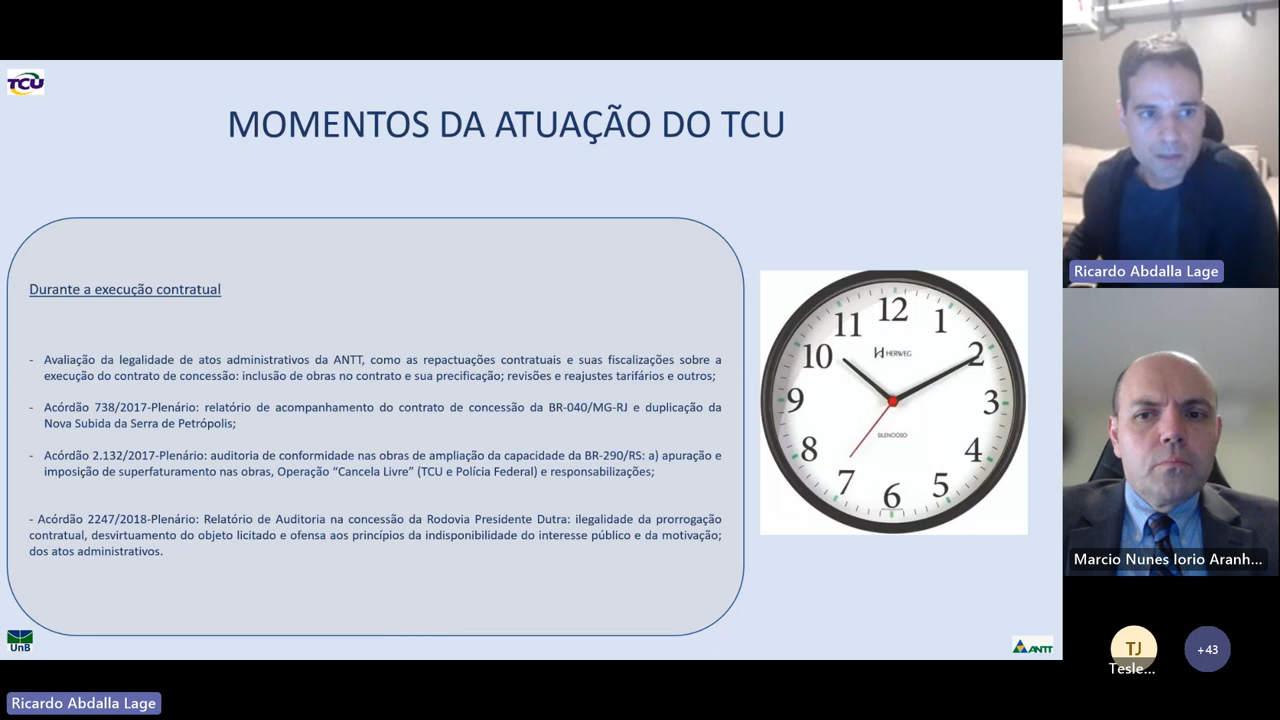 TCU
MOMENTOS DA ATUAÇÃO DO TCU
Durante a execução contratual
- Avaliação da legalidade de atos administrativos da ANTT, como as repactuações contratuais e suas fiscalizações sobre a
execução do contrato de concessão: inclusão de obras no contrato e sua precificação; revisões e reajustes tarifários e outros;
- Acórdão 738/2017-Plenário: relatório de acompanhamento do contrato de concessão da BR-040/MG-RJ e duplicação da
Nova Subida da Serra de Petrópolis;
- Acórdão 2.132/2017-Plenário: auditoria de conformidade nas obras de ampliação da capacidade da BR-290/RS: a) apuração e
imposição de superfaturamento nas obras, Operação “Cancela Livre” (TCU e Polícia Federal) e responsabilizações;
- Acórdão 2247/2018-Plenário: Relatório de Auditoria na concessão da Rodovia Presidente Dutra: ilegalidade da prorrogação
contratual, desvirtuamento do objeto licitado e ofensa aos princípios da indisponibilidade do interesse público e da motivação;
dos atos administrativos.
12
1
2
3
4
5
6
7
8
9
10
11
HERWEG
SILENCIOSO
UnB
ANTT
Ricardo Abdalla Lage
Marcio Nunes Iorio Aranh...
TJ
Tesle...
+43
Ricardo Abdalla Lage